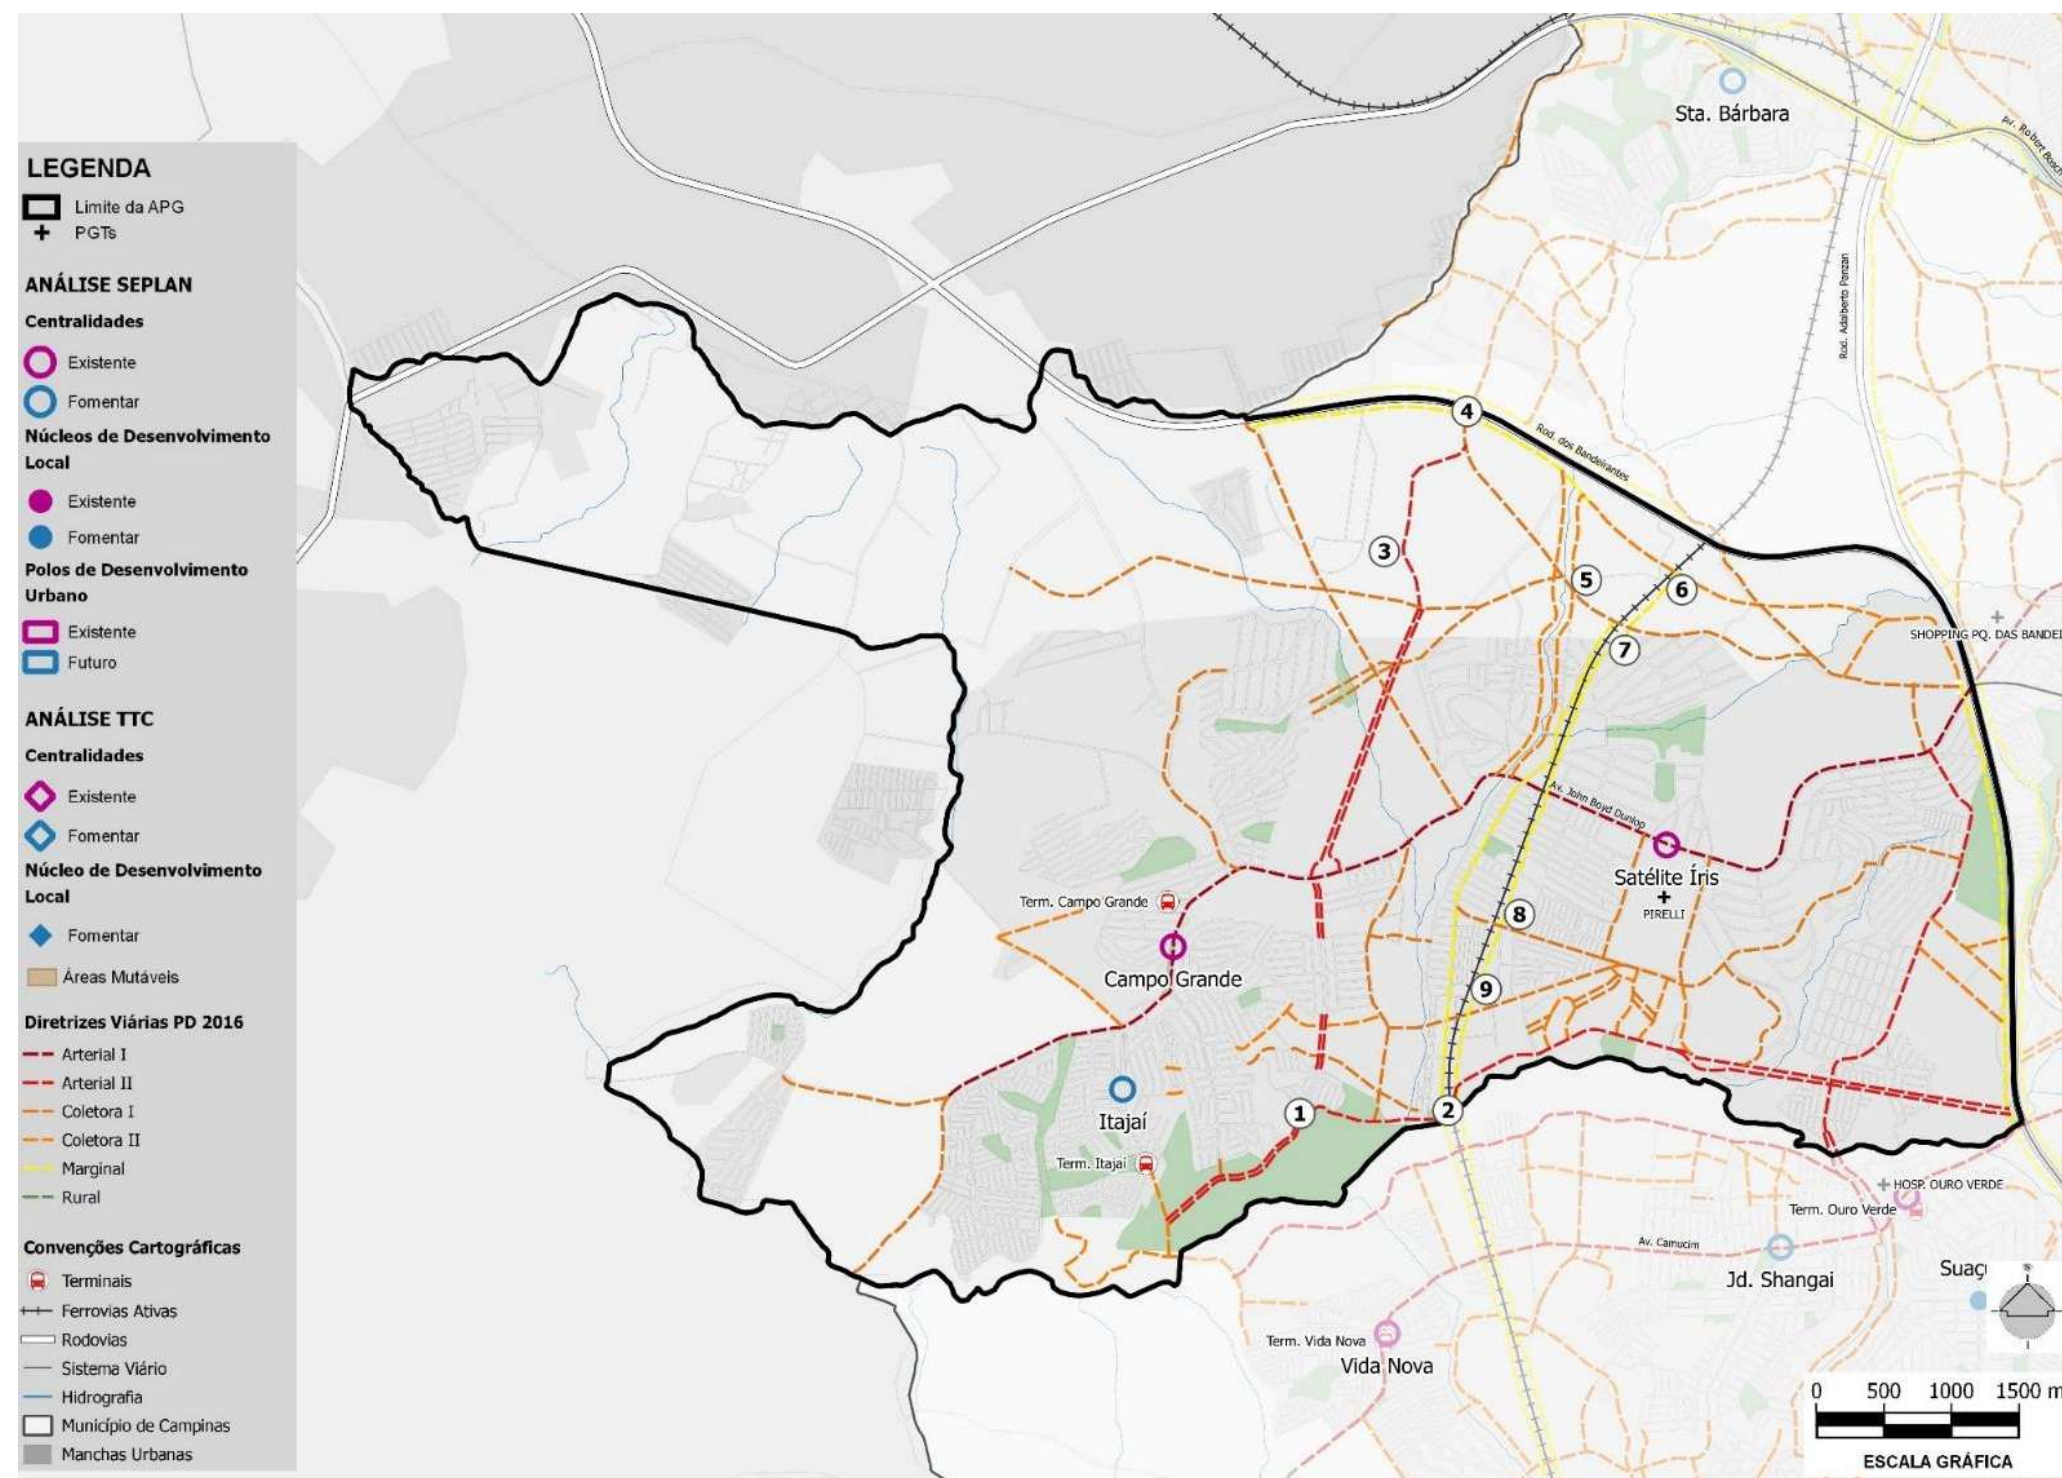 LEGENDA
Limite da APG
PGTs
ANÁLISE SEPLAN
Centralidades
Existente
Fomentar
Núcleos de Desenvolvimento
Local
Existente
Fomentar
Polos de Desenvolvimento
Urbano
Existente
Futuro
ANÁLISE TTC
Centralidades
Existente
Fomentar
Núcleo de Desenvolvimento
Local
Fomentar
Áreas Mutáveis
Diretrizes Viárias PD 2016
Arterial I
Arterial II
Coletora I
Coletora II
Marginal
Rural
Convenções Cartográficas
Terminais
Ferrovias Ativas
Rodovias
Sistema Viário
Hidrografia
Município de Campinas
Manchas Urbanas
Sta. Bárbara
Av. Robert Bosch
Rod. Adalberto Panzan
4
Rod. dos Bandeirantes
3
5
6
SHOPPING PQ. DAS BANDEI
7
Av. John Boyd Dunlop
Satélite Íris
PIRELLI
Term. Campo Grande
8
Campo Grande
9
Itajaí
1
2
Term. Itajaí
HOSP. OURO VERDE
Term. Ouro Verde
Av. Camucim
Jd. Shangai
Suaçu
N
Term. Vida Nova
Vida Nova
0 500 1000 1500 m
ESCALA GRÁFICA